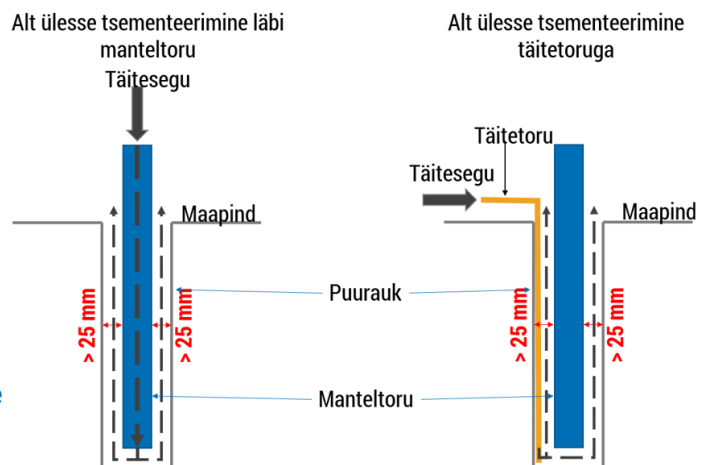 Alt ülesse tsementeerimine läbi
manteltoru
Täitesegu
Maapind
> 25 mm
> 25 mm
Alt ülesse tsementeerimine
täitetoruga
Täitetoru
Täitesegu
Maapind
> 25 mm
> 25 mm
Puurauk
Manteltoru
e